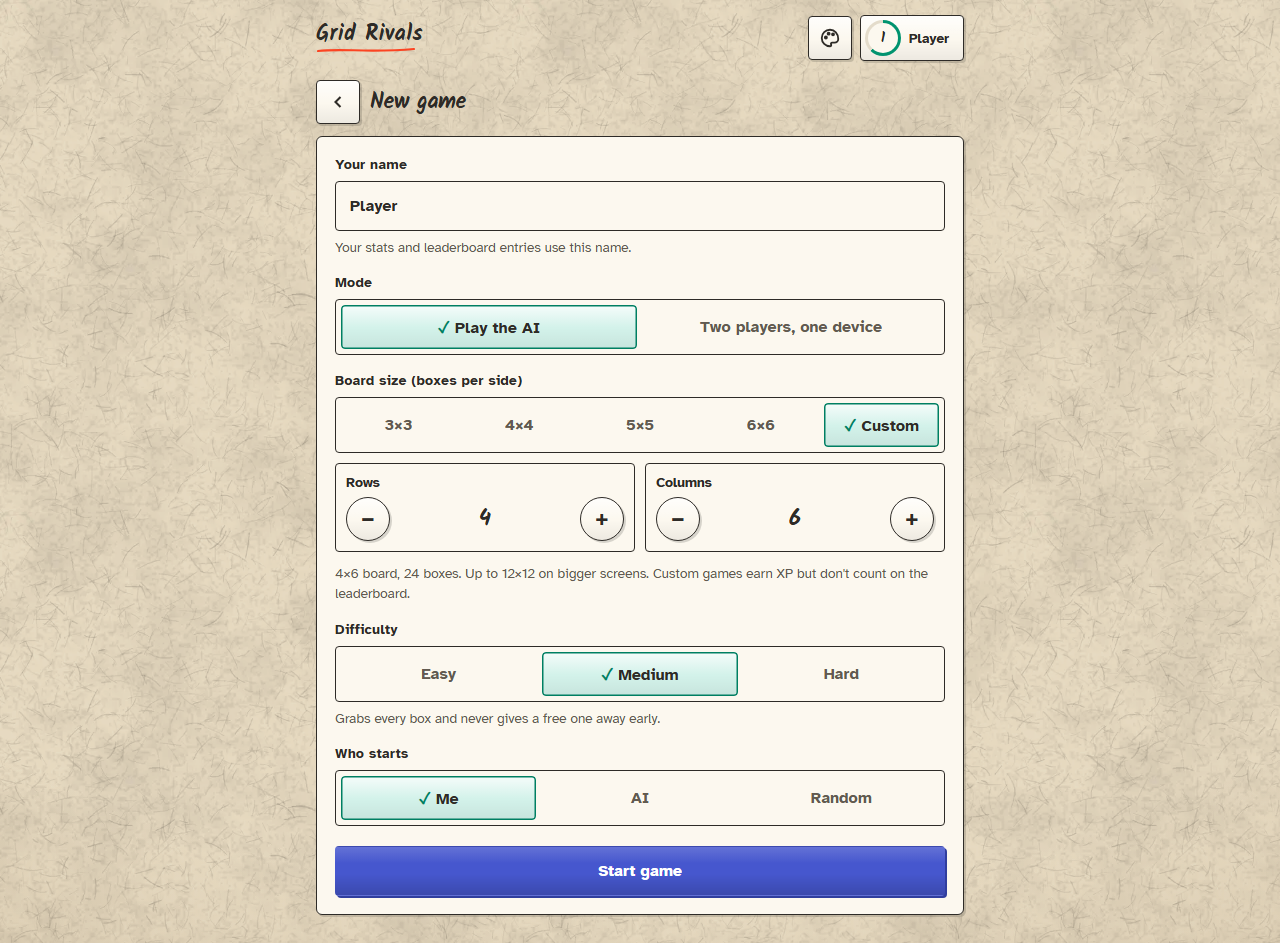 Grid Rivals
1 Player
New game
Your name
Player
Your stats and leaderboard entries use this name.
Mode
✓ Play the AI Two players, one device
Board size (boxes per side)
3×3 4×4 5×5 6×6 ✓ Custom
Rows Columns
− 4 + − 6 +
4×6 board, 24 boxes. Up to 12×12 on bigger screens. Custom games earn XP but don't count on the
leaderboard.
Difficulty
Easy ✓ Medium Hard
Grabs every box and never gives a free one away early.
Who starts
✓ Me AI Random
Start game